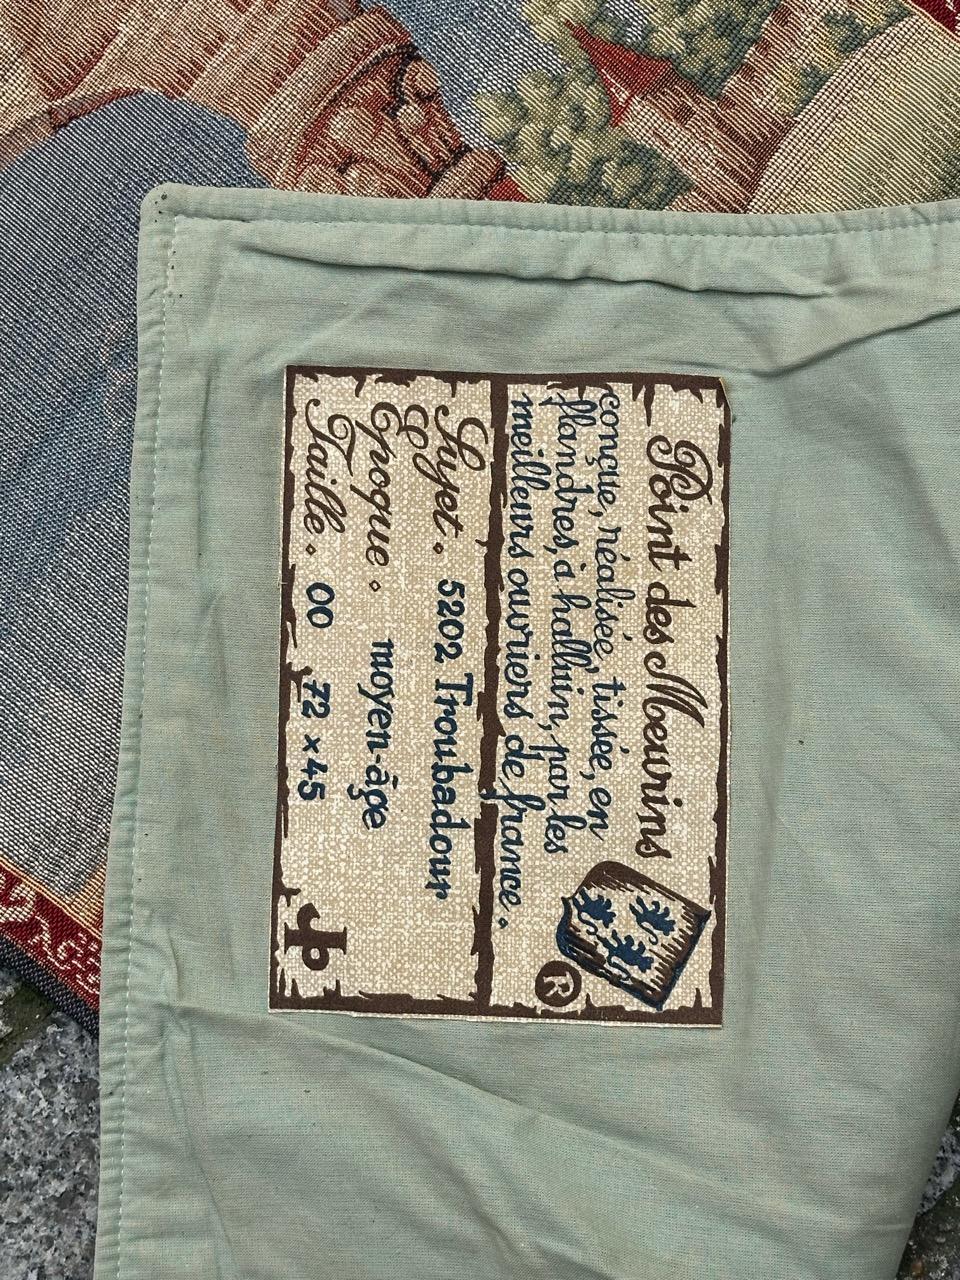 Point des Meurins
conçue, réalisée, tissée, en
flandres, à halluin, par les
meilleurs ouvriers de france.
®
Sujet. 5202 Troubadour
Epoque. moyen-âge
Taille. 00 72 x 45